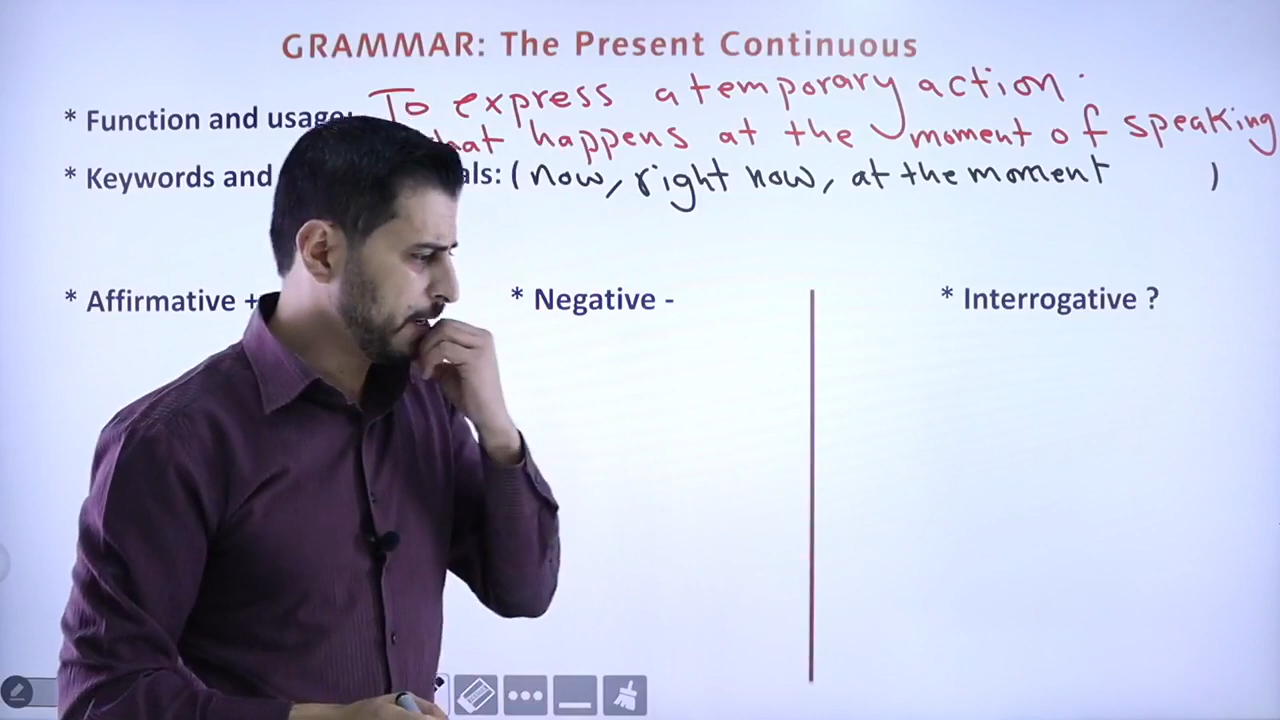 GRAMMAR: The Present Continuous
* Function and usage: To express a temporary action.
happens at the moment of speaking
* Keywords and (now, right now, at the moment )
* Affirmative +
* Negative -
* Interrogative ?